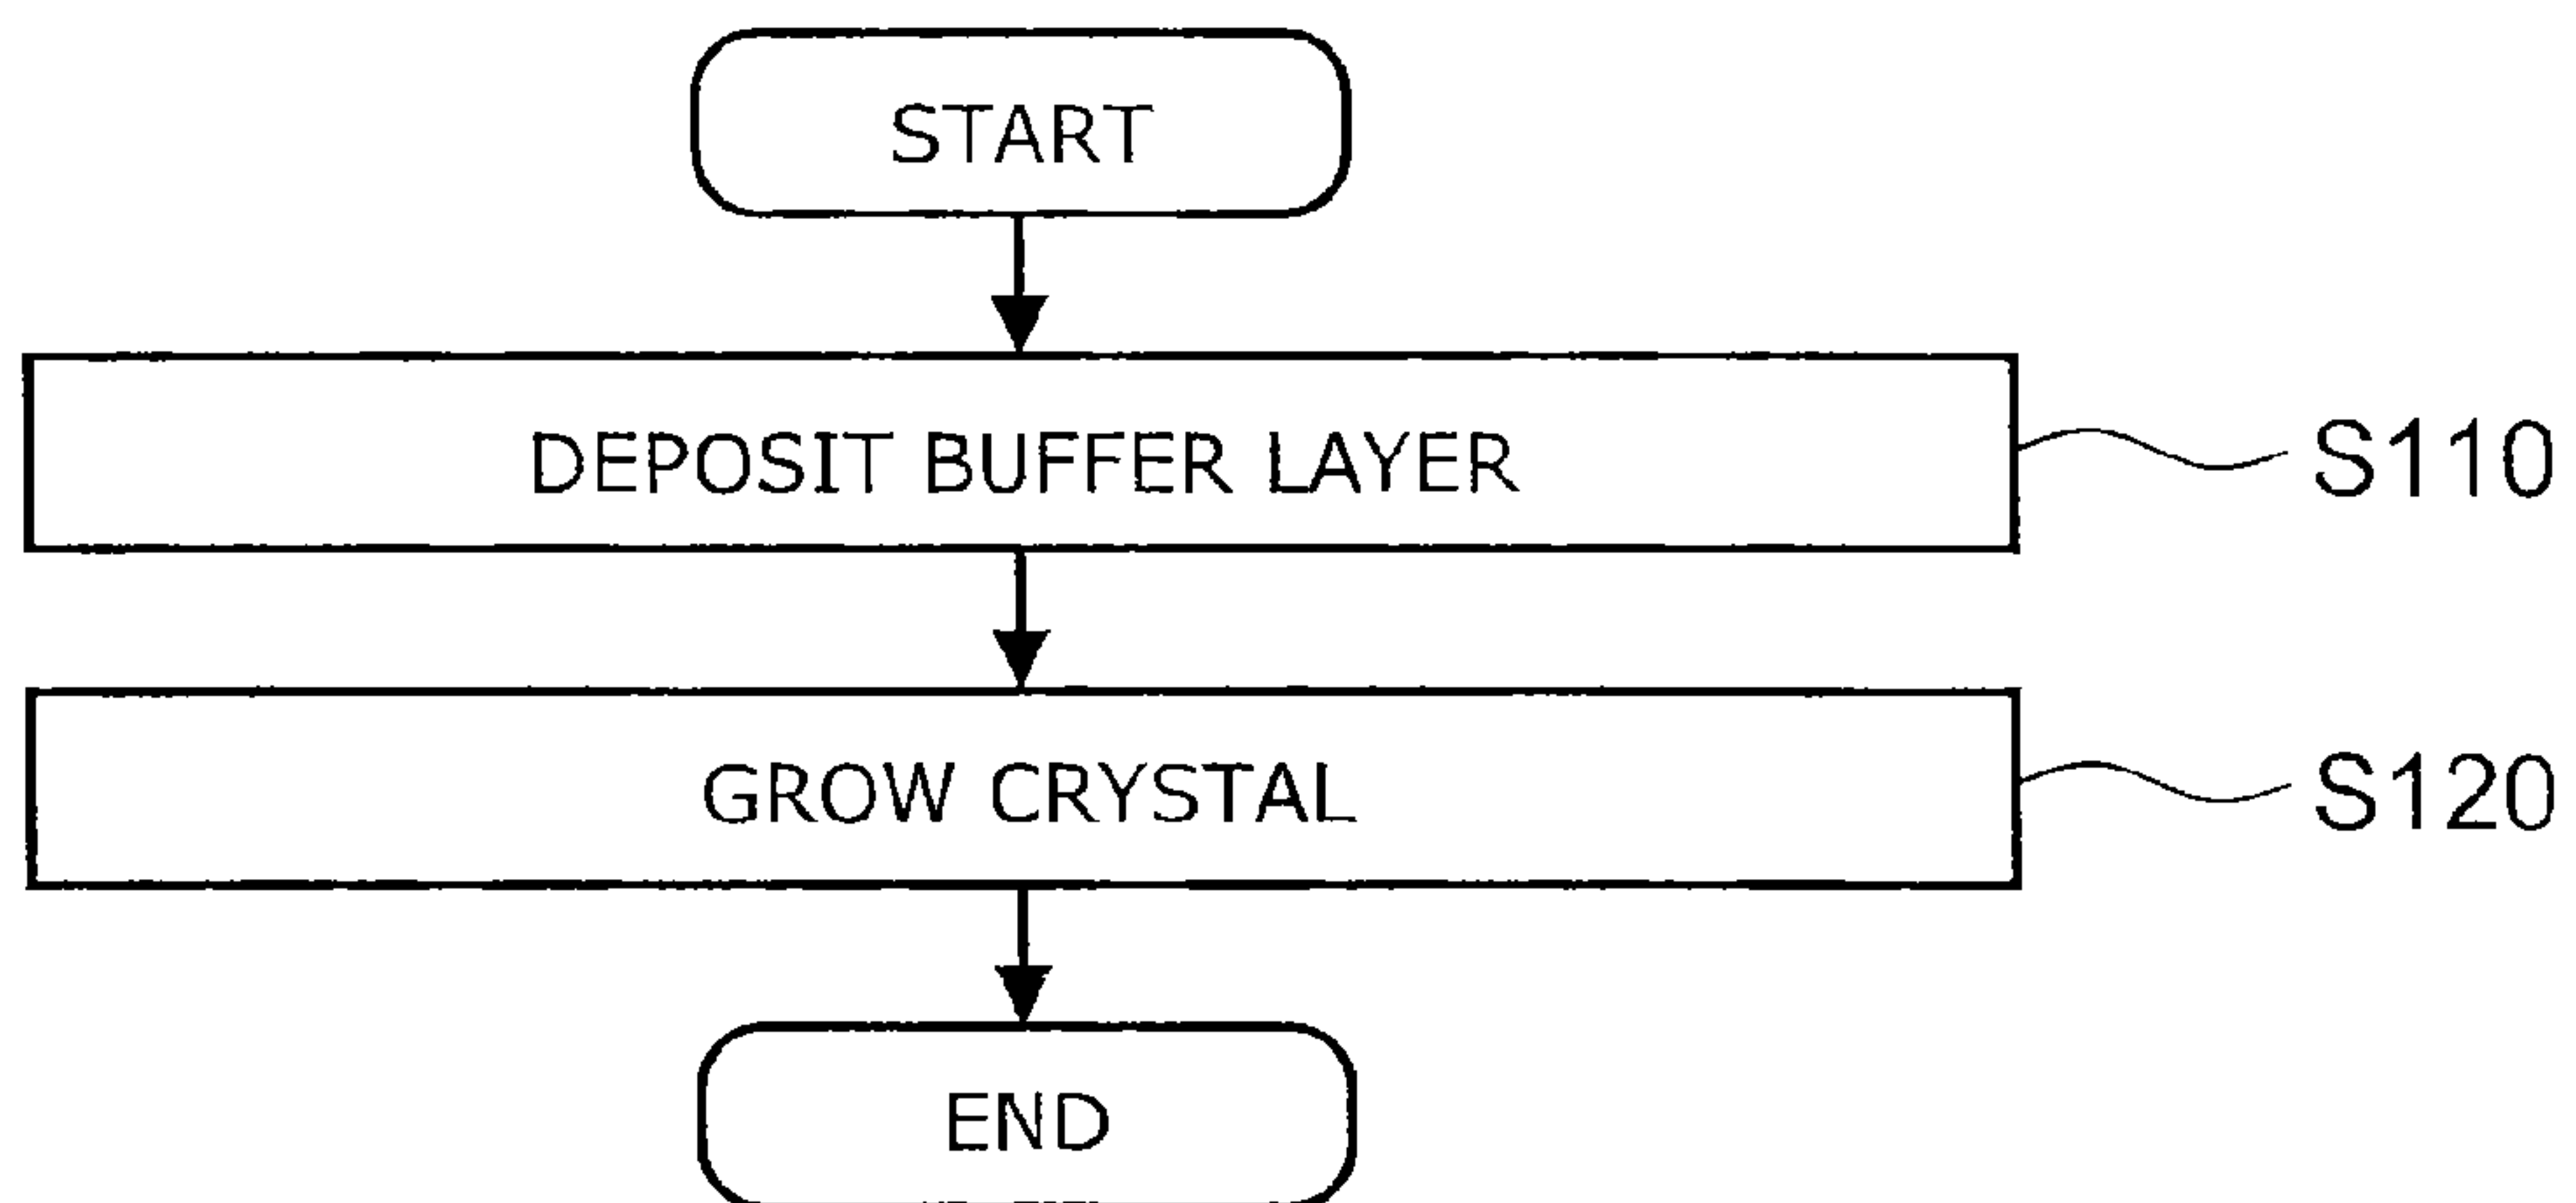 START
DEPOSIT BUFFER LAYER
S110
GROW CRYSTAL
S120
END